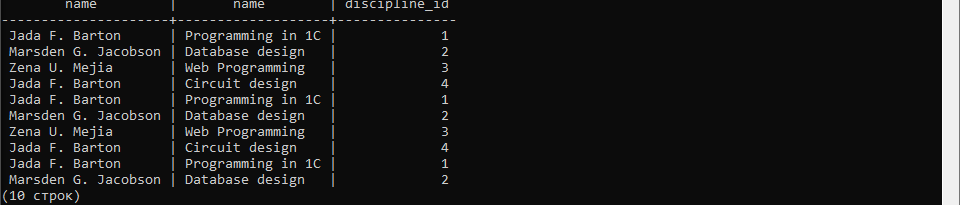 name | name | discipline_id
---------------------+-------------------+---------------
Jada F. Barton | Programming in 1C | 1
Marsden G. Jacobson | Database design | 2
Zena U. Mejia | Web Programming | 3
Jada F. Barton | Circuit design | 4
Jada F. Barton | Programming in 1C | 1
Marsden G. Jacobson | Database design | 2
Zena U. Mejia | Web Programming | 3
Jada F. Barton | Circuit design | 4
Jada F. Barton | Programming in 1C | 1
Marsden G. Jacobson | Database design | 2
(10 строк)